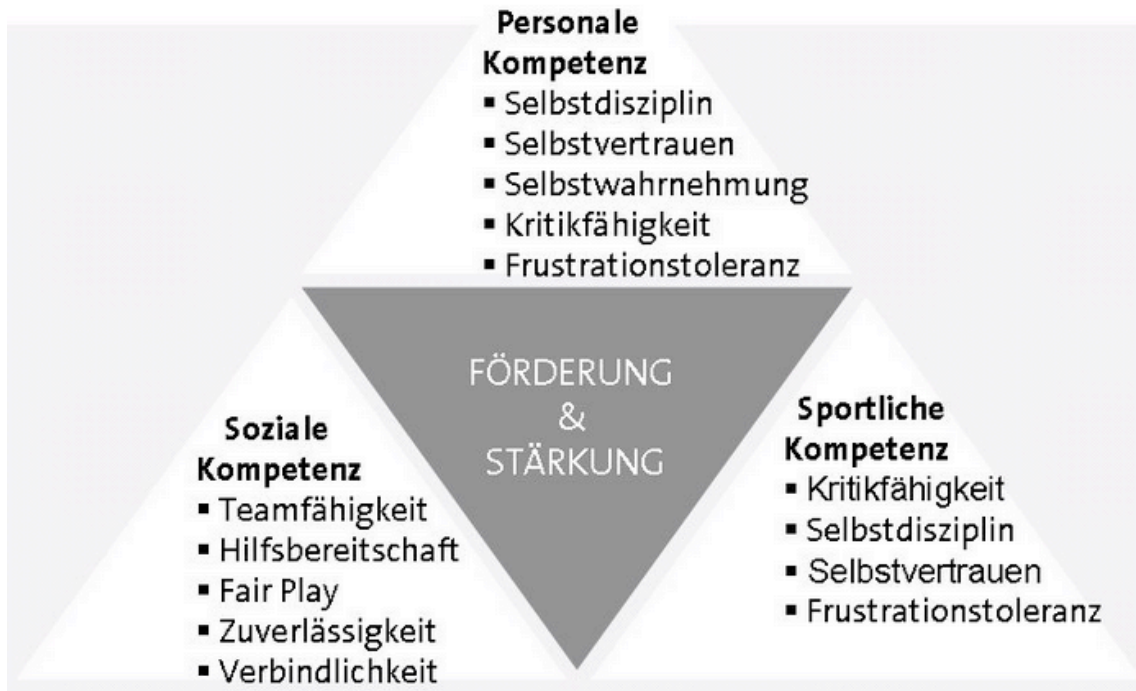 Personale
Kompetenz
▪ Selbstdisziplin
▪ Selbstvertrauen
▪ Selbstwahrnehmung
▪ Kritikfähigkeit
▪ Frustrationstoleranz
FÖRDERUNG
&
STÄRKUNG
Soziale
Kompetenz
▪ Teamfähigkeit
▪ Hilfsbereitschaft
▪ Fair Play
▪ Zuverlässigkeit
▪ Verbindlichkeit
Sportliche
Kompetenz
▪ Kritikfähigkeit
▪ Selbstdisziplin
▪ Selbstvertrauen
▪ Frustrationstoleranz